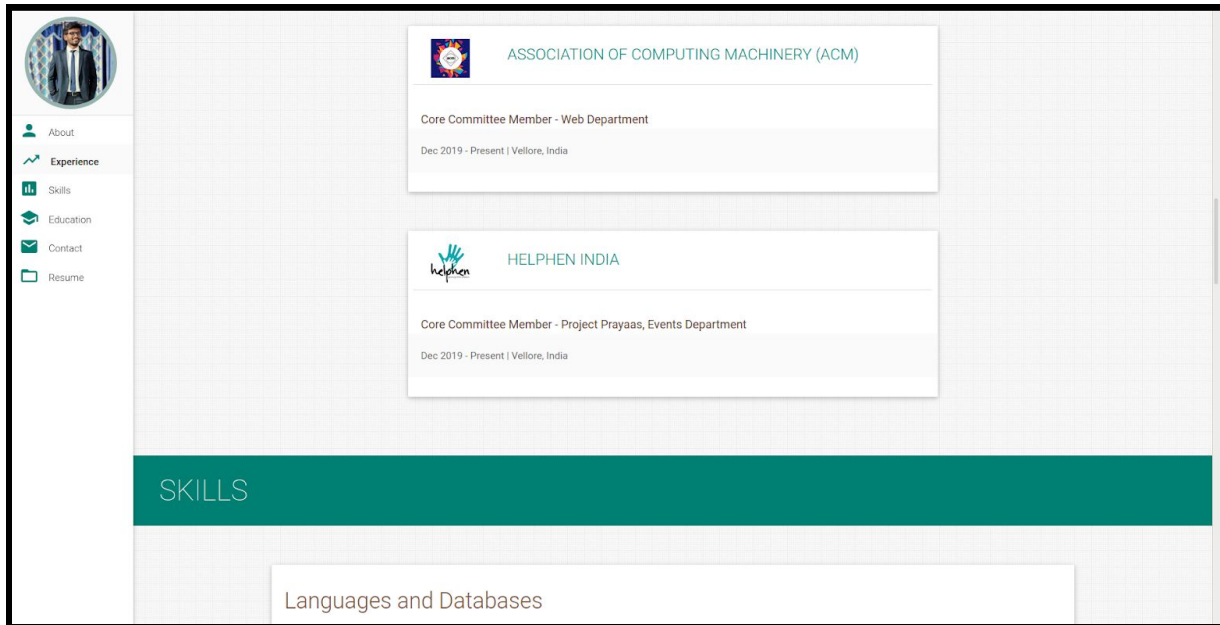 About
Experience
Skills
Education
Contact
Resume
ASSOCIATION OF COMPUTING MACHINERY (ACM)
Core Committee Member - Web Department
Dec 2019 - Present | Vellore, India
helphen
HELPHEN INDIA
Core Committee Member - Project Prayaas, Events Department
Dec 2019 - Present | Vellore, India
SKILLS
Languages and Databases